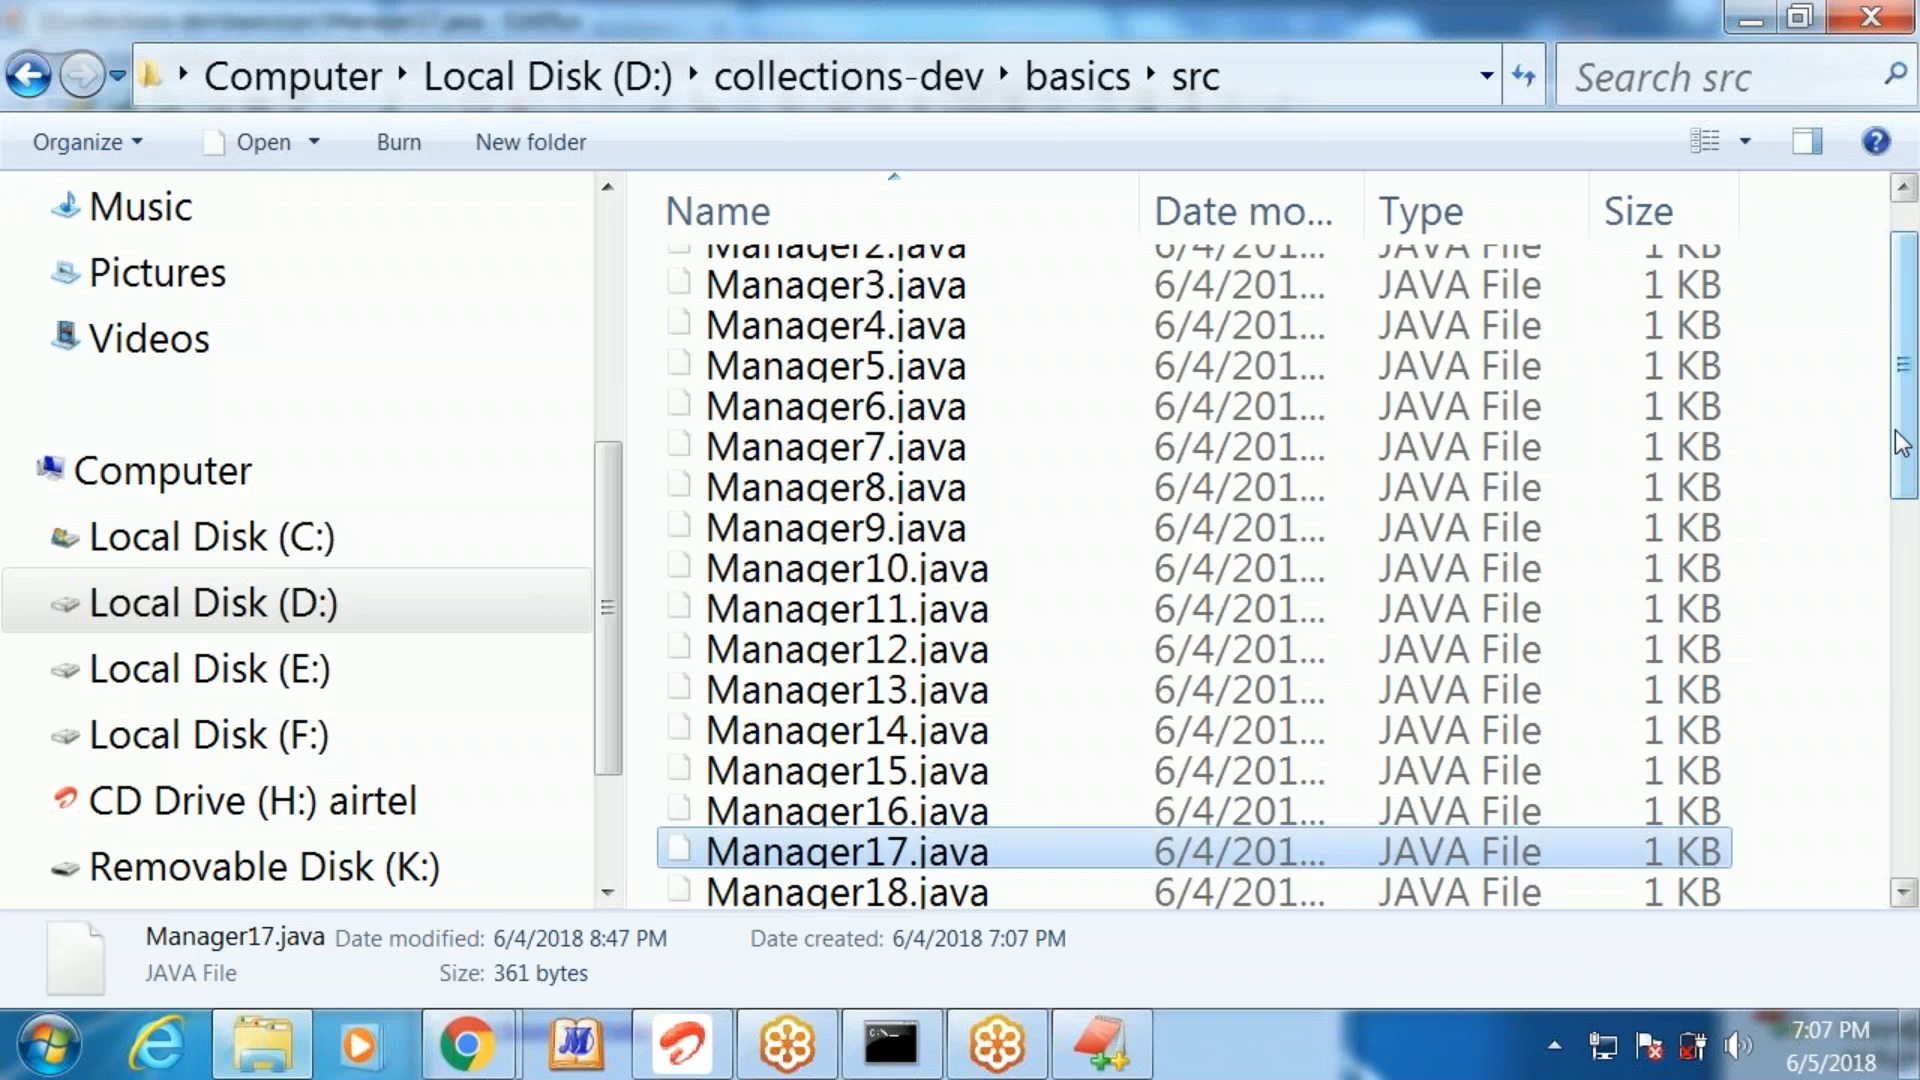 Computer Local Disk (D:) collections-dev basics src
Search src
Organize Open Burn New folder
Music
Pictures
Videos
Computer
Local Disk (C:)
Local Disk (D:)
Local Disk (E:)
Local Disk (F:)
CD Drive (H:) airtel
Removable Disk (K:)
Name Date mo... Type Size
Manager2.java 6/4/201... JAVA File 1 KB
Manager3.java 6/4/201... JAVA File 1 KB
Manager4.java 6/4/201... JAVA File 1 KB
Manager5.java 6/4/201... JAVA File 1 KB
Manager6.java 6/4/201... JAVA File 1 KB
Manager7.java 6/4/201... JAVA File 1 KB
Manager8.java 6/4/201... JAVA File 1 KB
Manager9.java 6/4/201... JAVA File 1 KB
Manager10.java 6/4/201... JAVA File 1 KB
Manager11.java 6/4/201... JAVA File 1 KB
Manager12.java 6/4/201... JAVA File 1 KB
Manager13.java 6/4/201... JAVA File 1 KB
Manager14.java 6/4/201... JAVA File 1 KB
Manager15.java 6/4/201... JAVA File 1 KB
Manager16.java 6/4/201... JAVA File 1 KB
Manager17.java 6/4/201... JAVA File 1 KB
Manager18.java 6/4/201... JAVA File 1 KB
Manager17.java Date modified: 6/4/2018 8:47 PM Date created: 6/4/2018 7:07 PM
JAVA File Size: 361 bytes
7:07 PM
6/5/2018